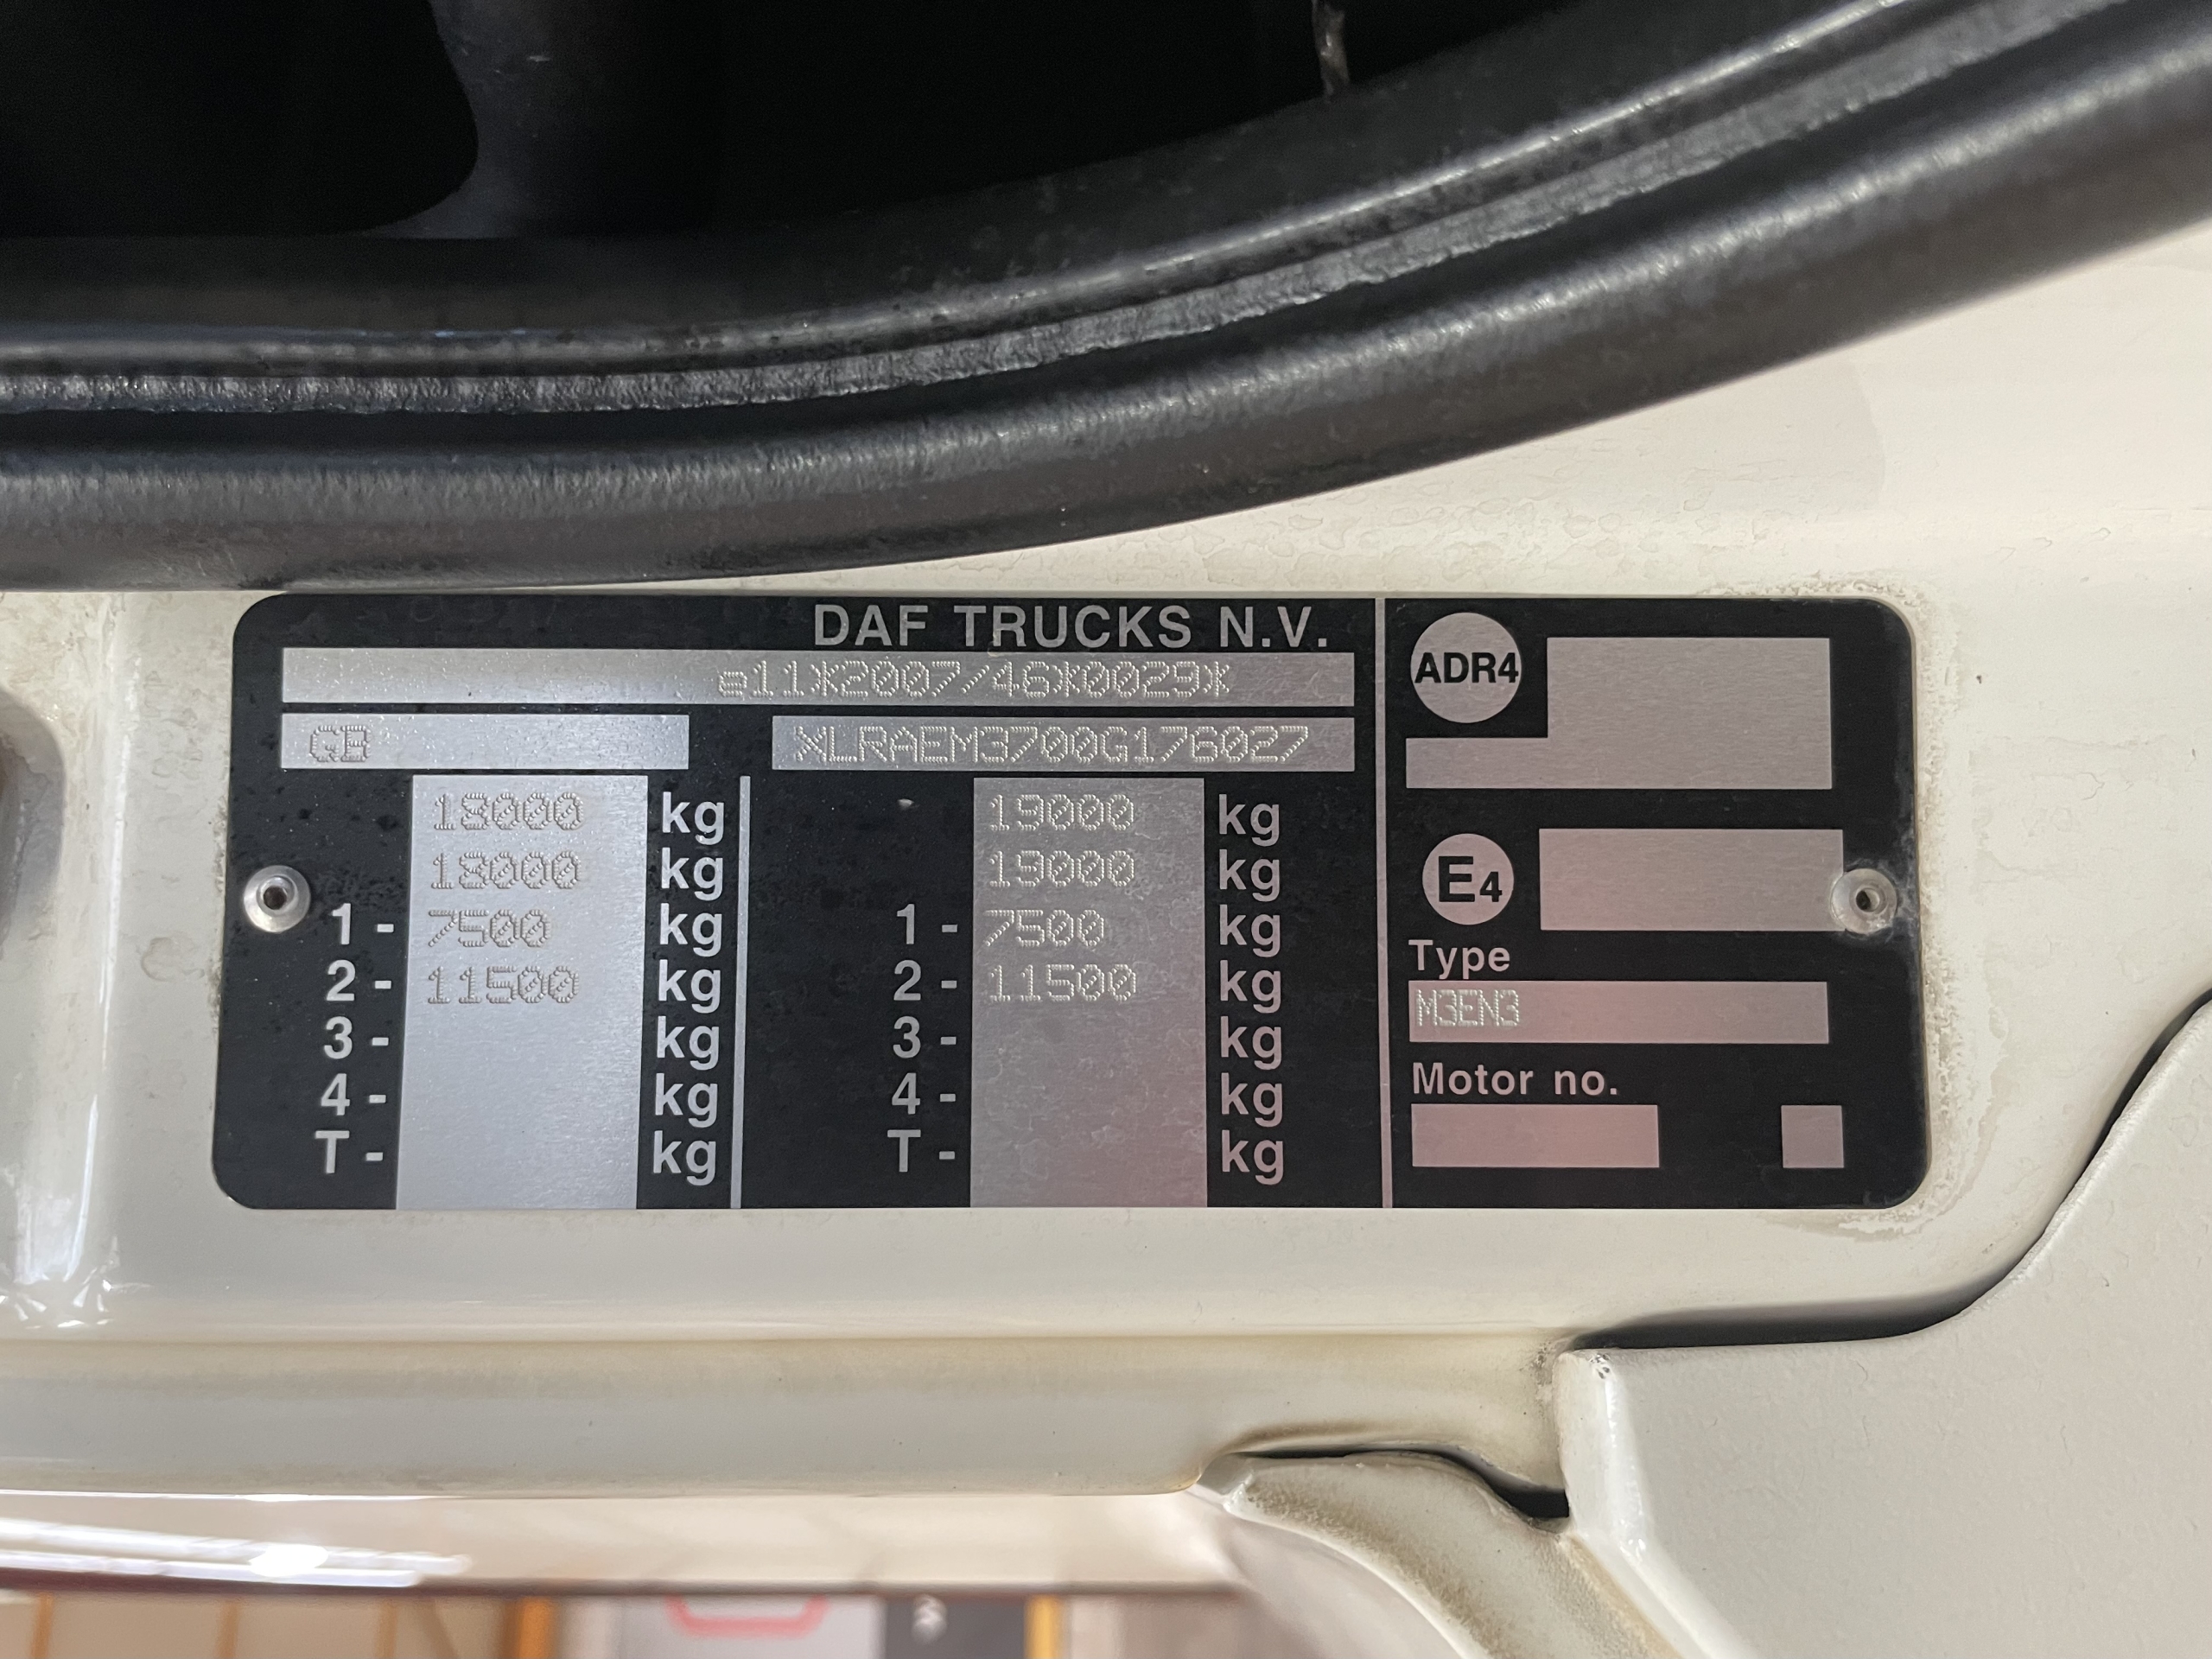 DAF TRUCKS N.V.
e11*2007/46*0029*
GB XLRAEM3700G176027
18000 kg 19000 kg
18000 kg 19000 kg
1 - 7500 kg 1 - 7500 kg
2 - 11500 kg 2 - 11500 kg
3 - kg 3 - kg
4 - kg 4 - kg
T - kg T - kg
ADR4
E4
Type
M3EN3
Motor no.